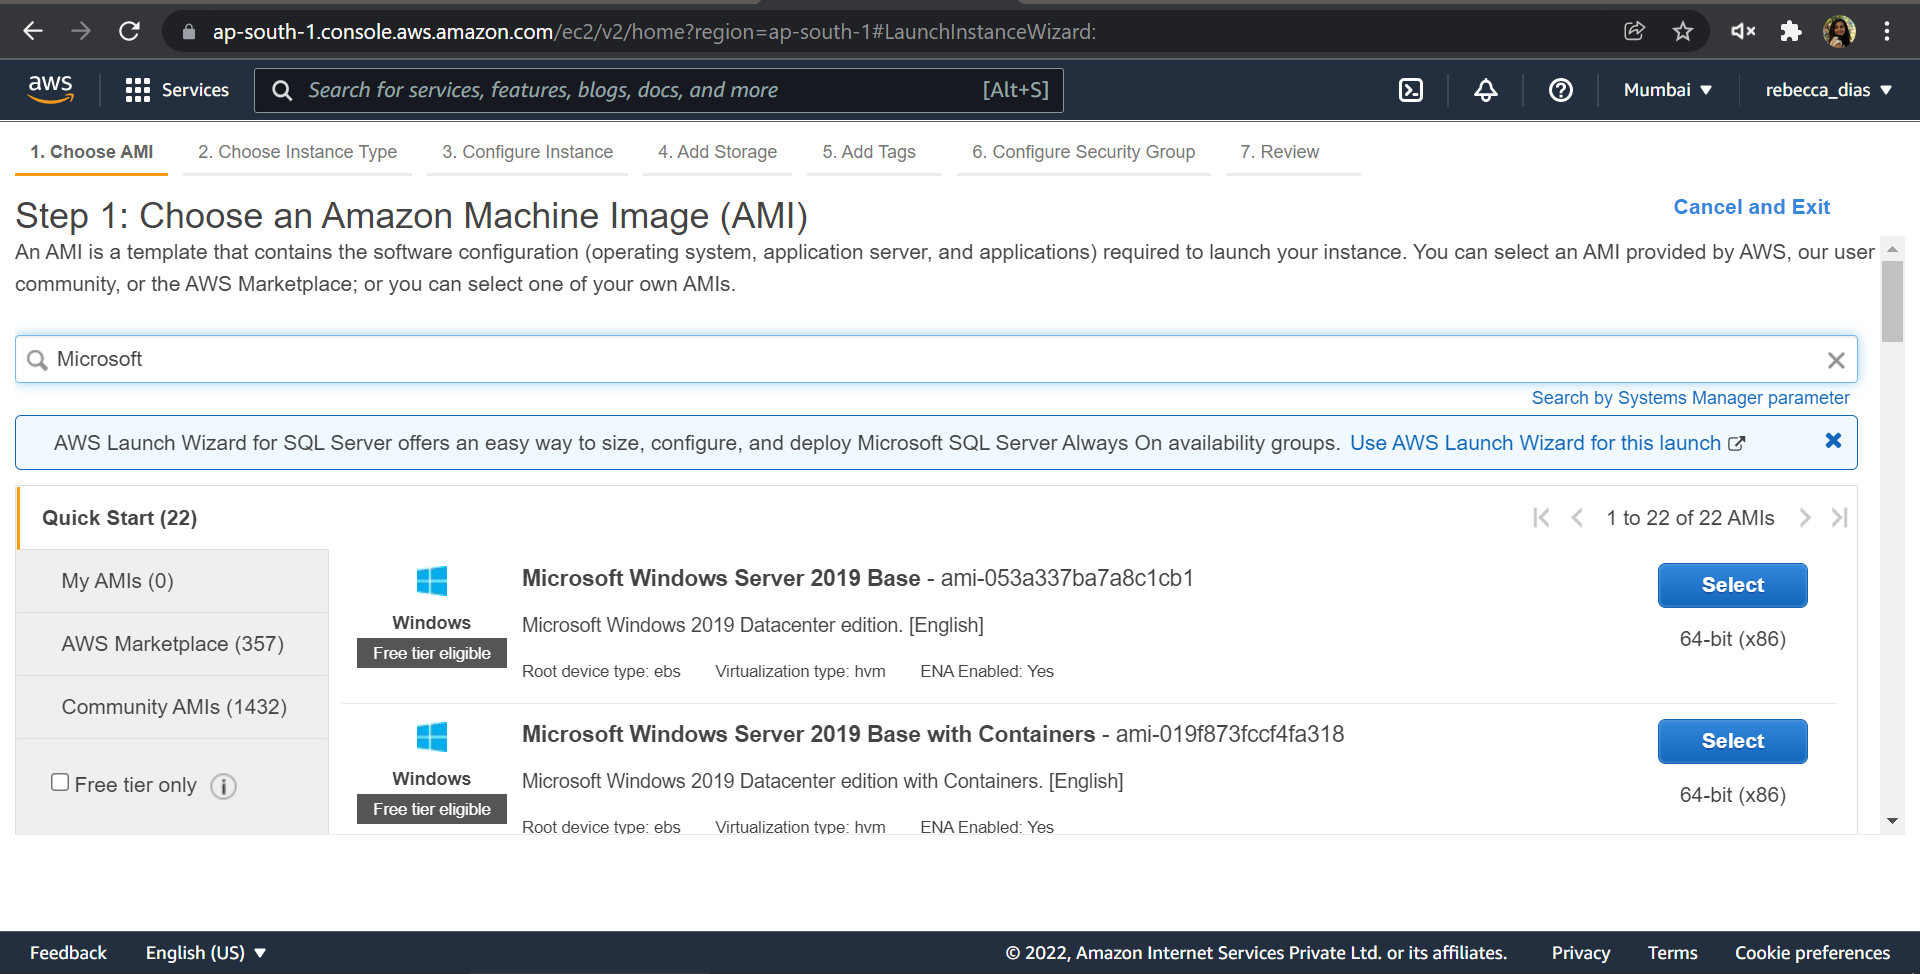 ap-south-1.console.aws.amazon.com/ec2/v2/home?region=ap-south-1#LaunchInstanceWizard:
aws
Services
Search for services, features, blogs, docs, and more
[Alt+S]
Mumbai ▼
rebecca_dias ▼
1. Choose AMI
2. Choose Instance Type
3. Configure Instance
4. Add Storage
5. Add Tags
6. Configure Security Group
7. Review
Step 1: Choose an Amazon Machine Image (AMI)
Cancel and Exit
An AMI is a template that contains the software configuration (operating system, application server, and applications) required to launch your instance. You can select an AMI provided by AWS, our user
community, or the AWS Marketplace; or you can select one of your own AMIs.
Microsoft
Search by Systems Manager parameter
AWS Launch Wizard for SQL Server offers an easy way to size, configure, and deploy Microsoft SQL Server Always On availability groups. Use AWS Launch Wizard for this launch
Quick Start (22)
1 to 22 of 22 AMIs
My AMIs (0)
AWS Marketplace (357)
Community AMIs (1432)
Free tier only
Windows
Free tier eligible
Microsoft Windows Server 2019 Base - ami-053a337ba7a8c1cb1
Microsoft Windows 2019 Datacenter edition. [English]
Root device type: ebs
Virtualization type: hvm
ENA Enabled: Yes
Select
64-bit (x86)
Windows
Free tier eligible
Microsoft Windows Server 2019 Base with Containers - ami-019f873fccf4fa318
Microsoft Windows 2019 Datacenter edition with Containers. [English]
Root device type: ebs
Virtualization type: hvm
ENA Enabled: Yes
Select
64-bit (x86)
Feedback
English (US) ▼
© 2022, Amazon Internet Services Private Ltd. or its affiliates.
Privacy
Terms
Cookie preferences